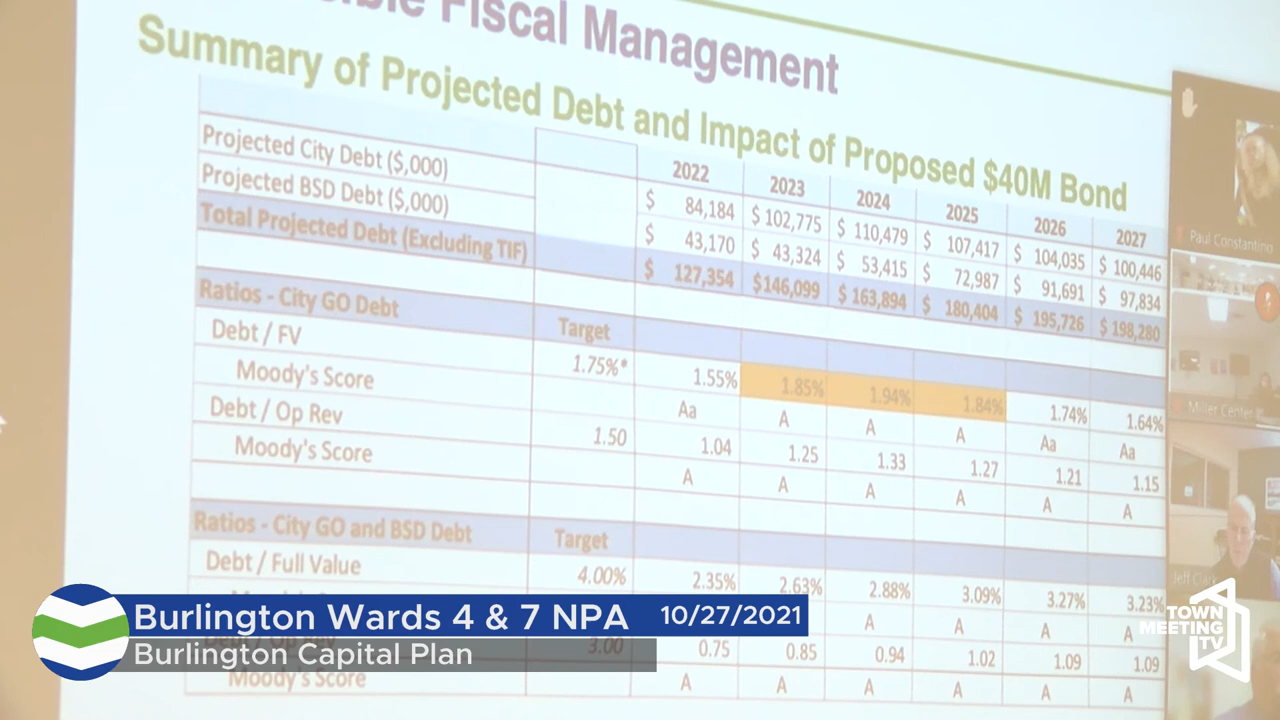 ible Fiscal Management
Summary of Projected Debt and Impact of Proposed $40M Bond
2022 2023 2024 2025 2026 2027
Projected City Debt ($,000) $ 84,184 $ 102,775 $ 110,479 $ 107,417 $ 104,035 $ 100,446
Projected BSD Debt ($,000) $ 43,170 $ 43,324 $ 53,415 $ 72,987 $ 91,691 $ 97,834
Total Projected Debt (Excluding TIF) $ 127,354 $146,099 $ 163,894 $ 180,404 $ 195,726 $ 198,280
Ratios - City GO Debt Target
Debt / FV 1.75%* 1.55% 1.85% 1.94% 1.84% 1.74% 1.64%
Moody's Score Aa A A A Aa Aa
Debt / Op Rev 1.50 1.04 1.25 1.33 1.27 1.21 1.15
Moody's Score A A A A A A
Ratios - City GO and BSD Debt Target
Debt / Full Value 4.00% 2.35% 2.63% 2.88% 3.09% 3.27% 3.23%
A A A A
Debt / Op Rev 3.00 0.75 0.85 0.94 1.02 1.09 1.09
Moody's Score A A A A A A
Paul Constantino
Miller Center
Jeff
Burlington Wards 4 & 7 NPA 10/27/2021
Burlington Capital Plan
TOWN
MEETING
TV